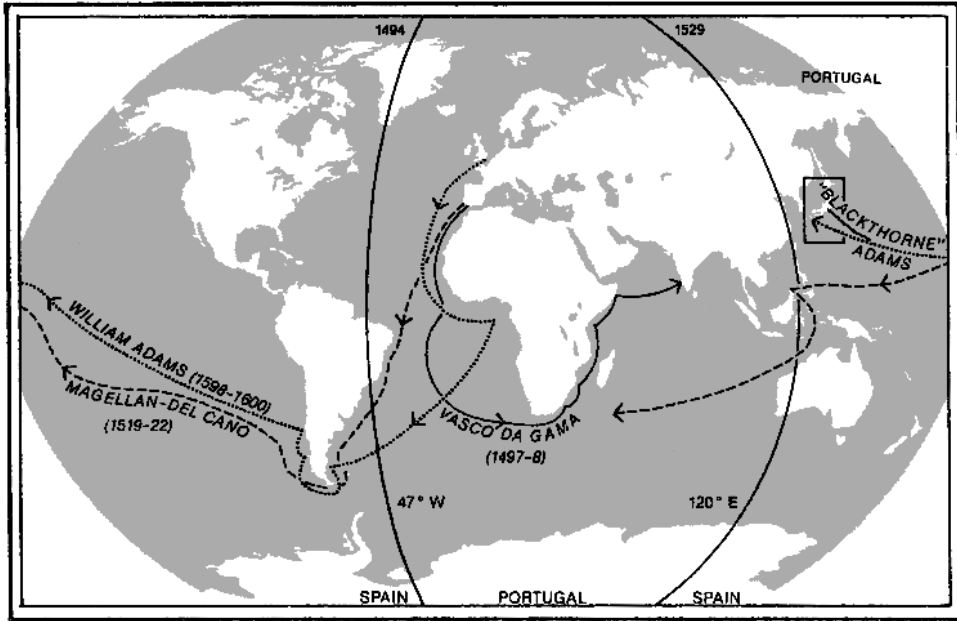 1494
1529
PORTUGAL
"BLACKTHORNE"
ADAMS
WILLIAM ADAMS (1598-1600)
MAGELLAN-DEL CANO
(1519-22)
VASCO DA GAMA
(1497-8)
47° W
120° E
SPAIN
PORTUGAL
SPAIN